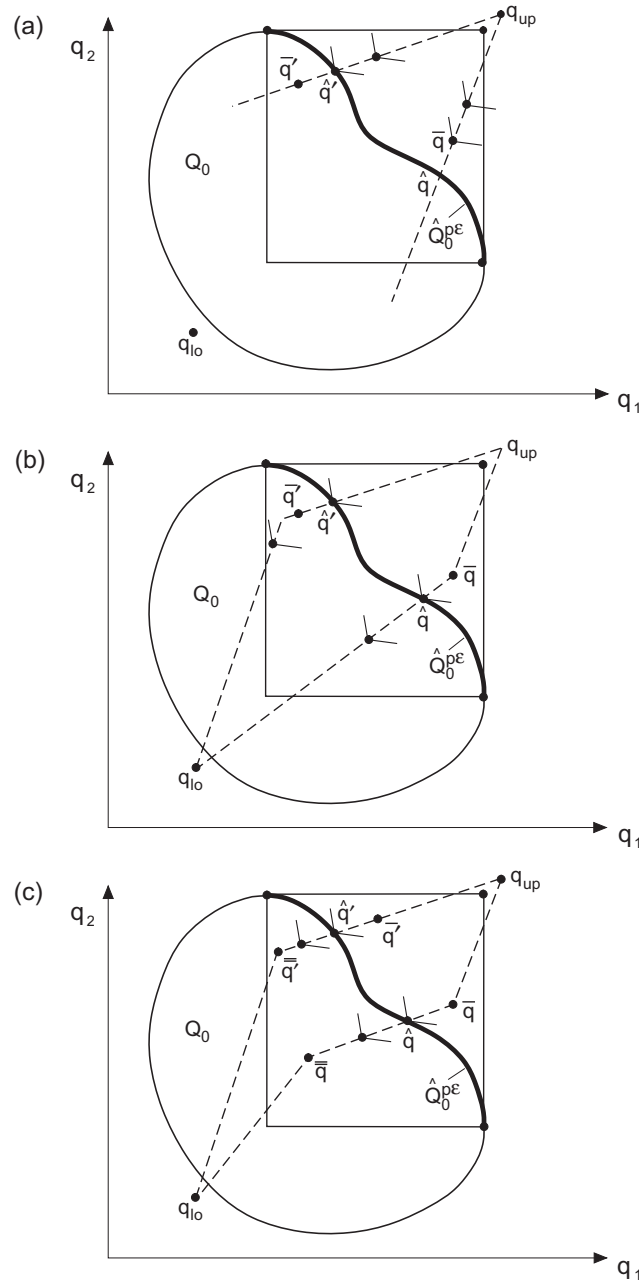 (a)
q_up
q₂
q̄′
q̂′
q̄
Q₀
q̂
Q̂₀^pε
q_lo
q₁
(b)
q_up
q₂
q̄′
q̂′
q̄
Q₀
q̂
Q̂₀^pε
q_lo
q₁
(c)
q_up
q₂
q̂′
q̄′
q̿′
q̄
Q₀
q̂
q̿
Q̂₀^pε
q_lo
q₁